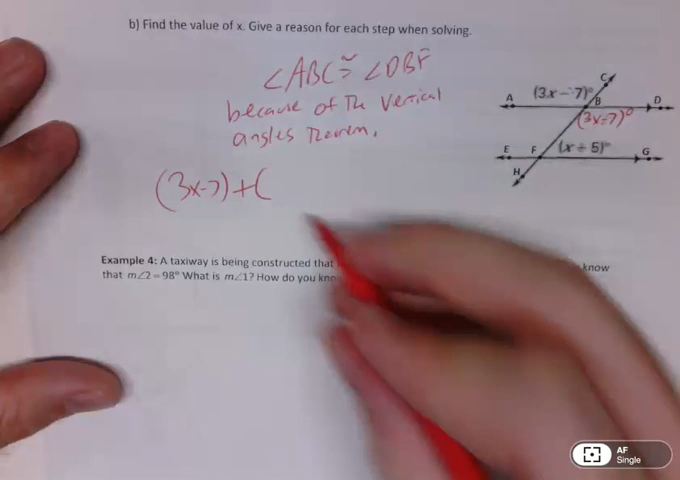 b) Find the value of x. Give a reason for each step when solving.
∠ABC ≅ ∠DBF
because of The vertical
angles Theorem.
C
(3x - 7)°
A
B
D
(3x-7)°
E
F
(x + 5)°
G
H
(3x-7)+(
Example 4: A taxiway is being constructed that
know
that m∠2 = 98° What is m∠1? How do you kno
AF
Single